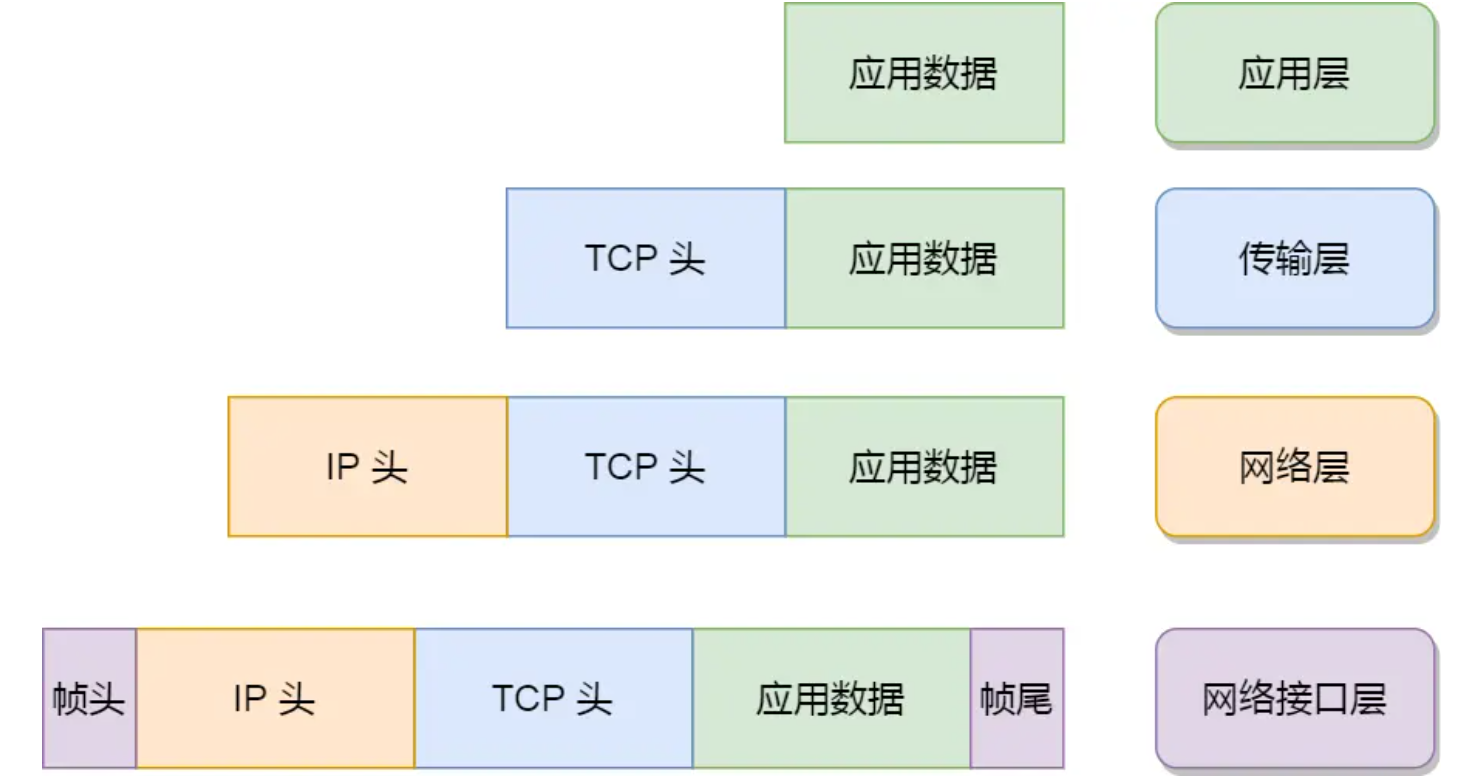 应用数据 应用层
TCP 头 应用数据 传输层
IP 头 TCP 头 应用数据 网络层
帧头 IP 头 TCP 头 应用数据 帧尾 网络接口层